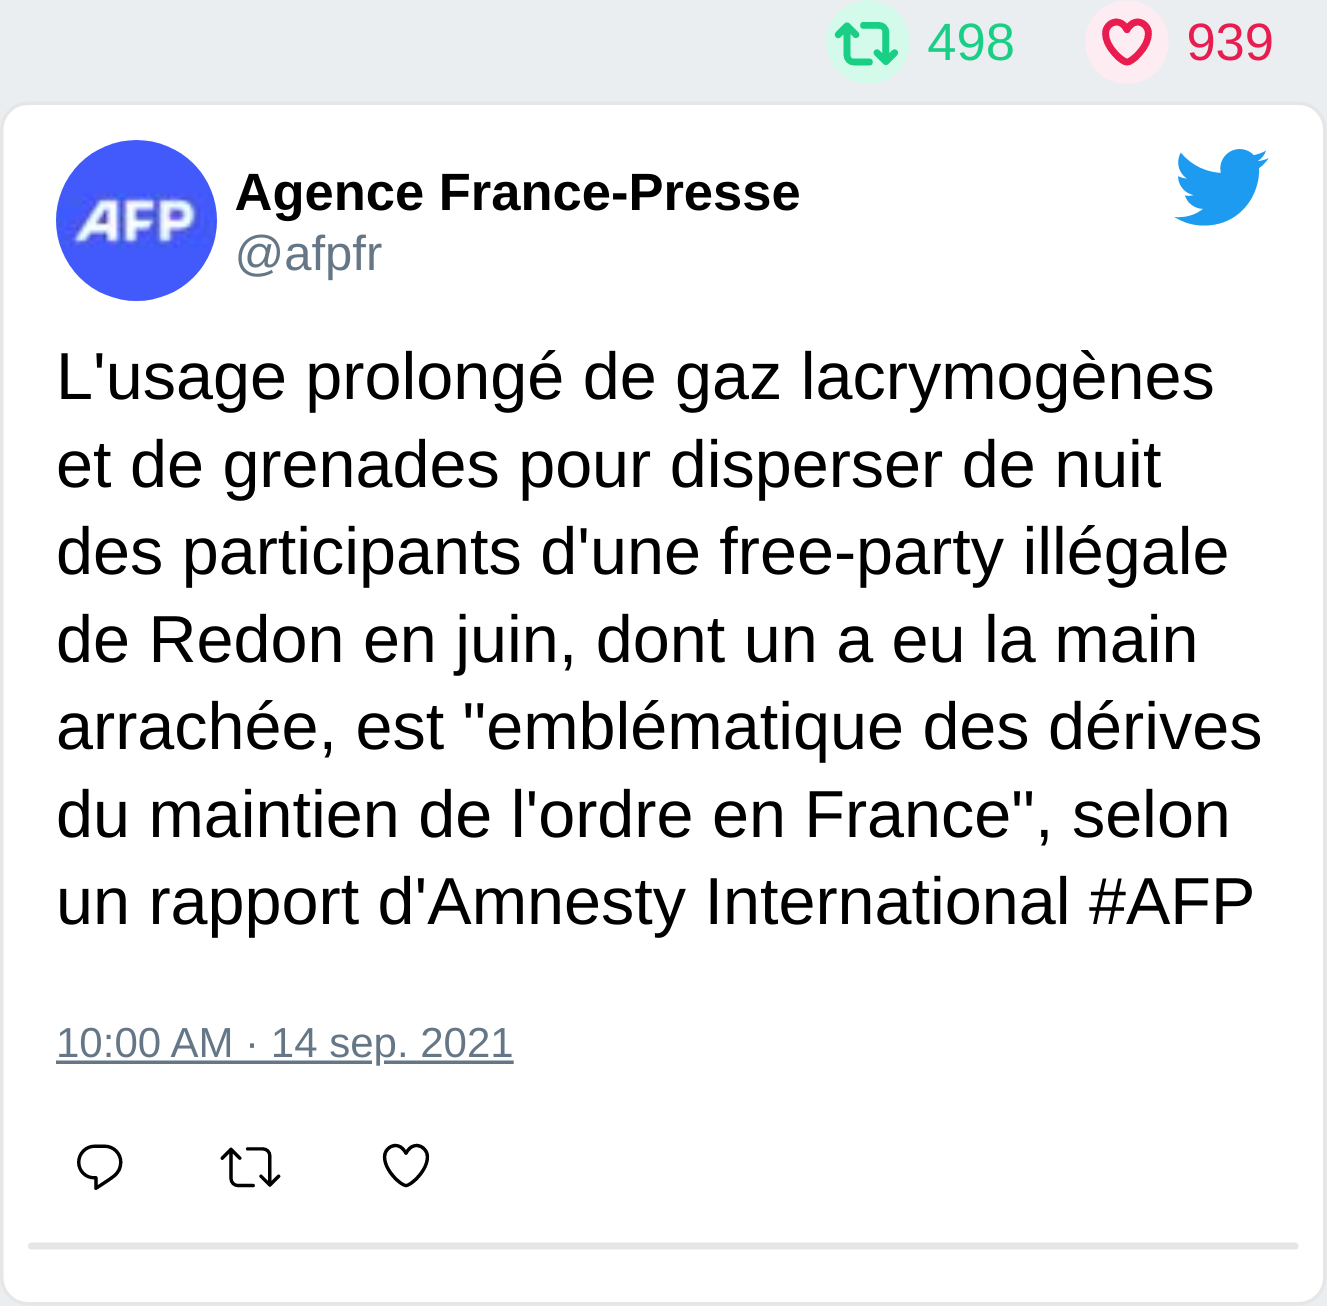 498 939
AFP
Agence France-Presse
@afpfr
L'usage prolongé de gaz lacrymogènes
et de grenades pour disperser de nuit
des participants d'une free-party illégale
de Redon en juin, dont un a eu la main
arrachée, est "emblématique des dérives
du maintien de l'ordre en France", selon
un rapport d'Amnesty International #AFP
10:00 AM · 14 sep. 2021